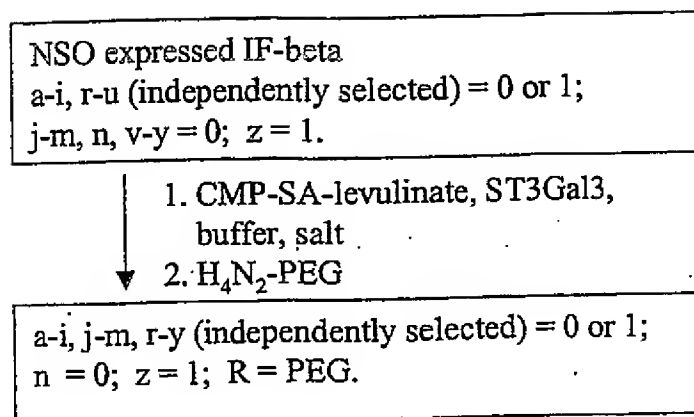 NSO expressed IF-beta
a-i, r-u (independently selected) = 0 or 1;
j-m, n, v-y = 0; z = 1.
1. CMP-SA-levulinate, ST3Gal3,
buffer, salt
2. H₄N₂-PEG
a-i, j-m, r-y (independently selected) = 0 or 1;
n = 0; z = 1; R = PEG.